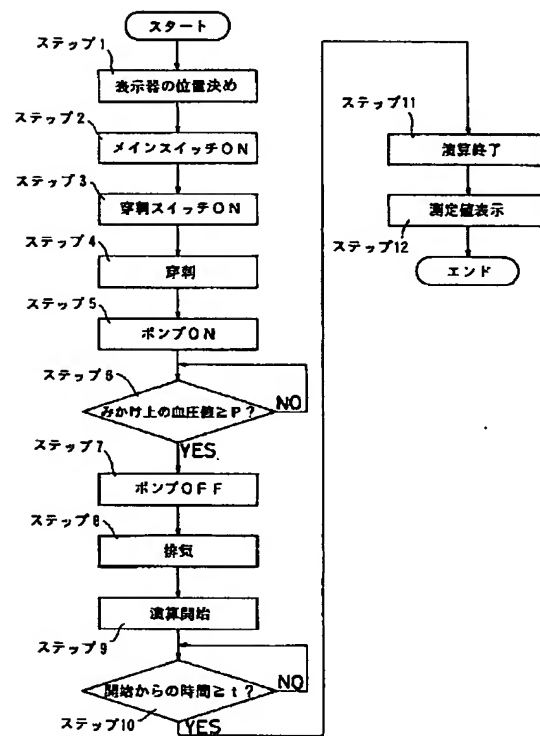 スタート
ステップ1
表示器の位置決め
ステップ2
メインスイッチON
ステップ3
穿刺スイッチON
ステップ4
穿刺
ステップ5
ポンプON
ステップ6
みかけ上の血圧値≧P?
NO
YES
ステップ7
ポンプOFF
ステップ8
排気
演算開始
ステップ9
開始からの時間≧t?
NO
ステップ10
YES
ステップ11
演算終了
測定値表示
ステップ12
エンド